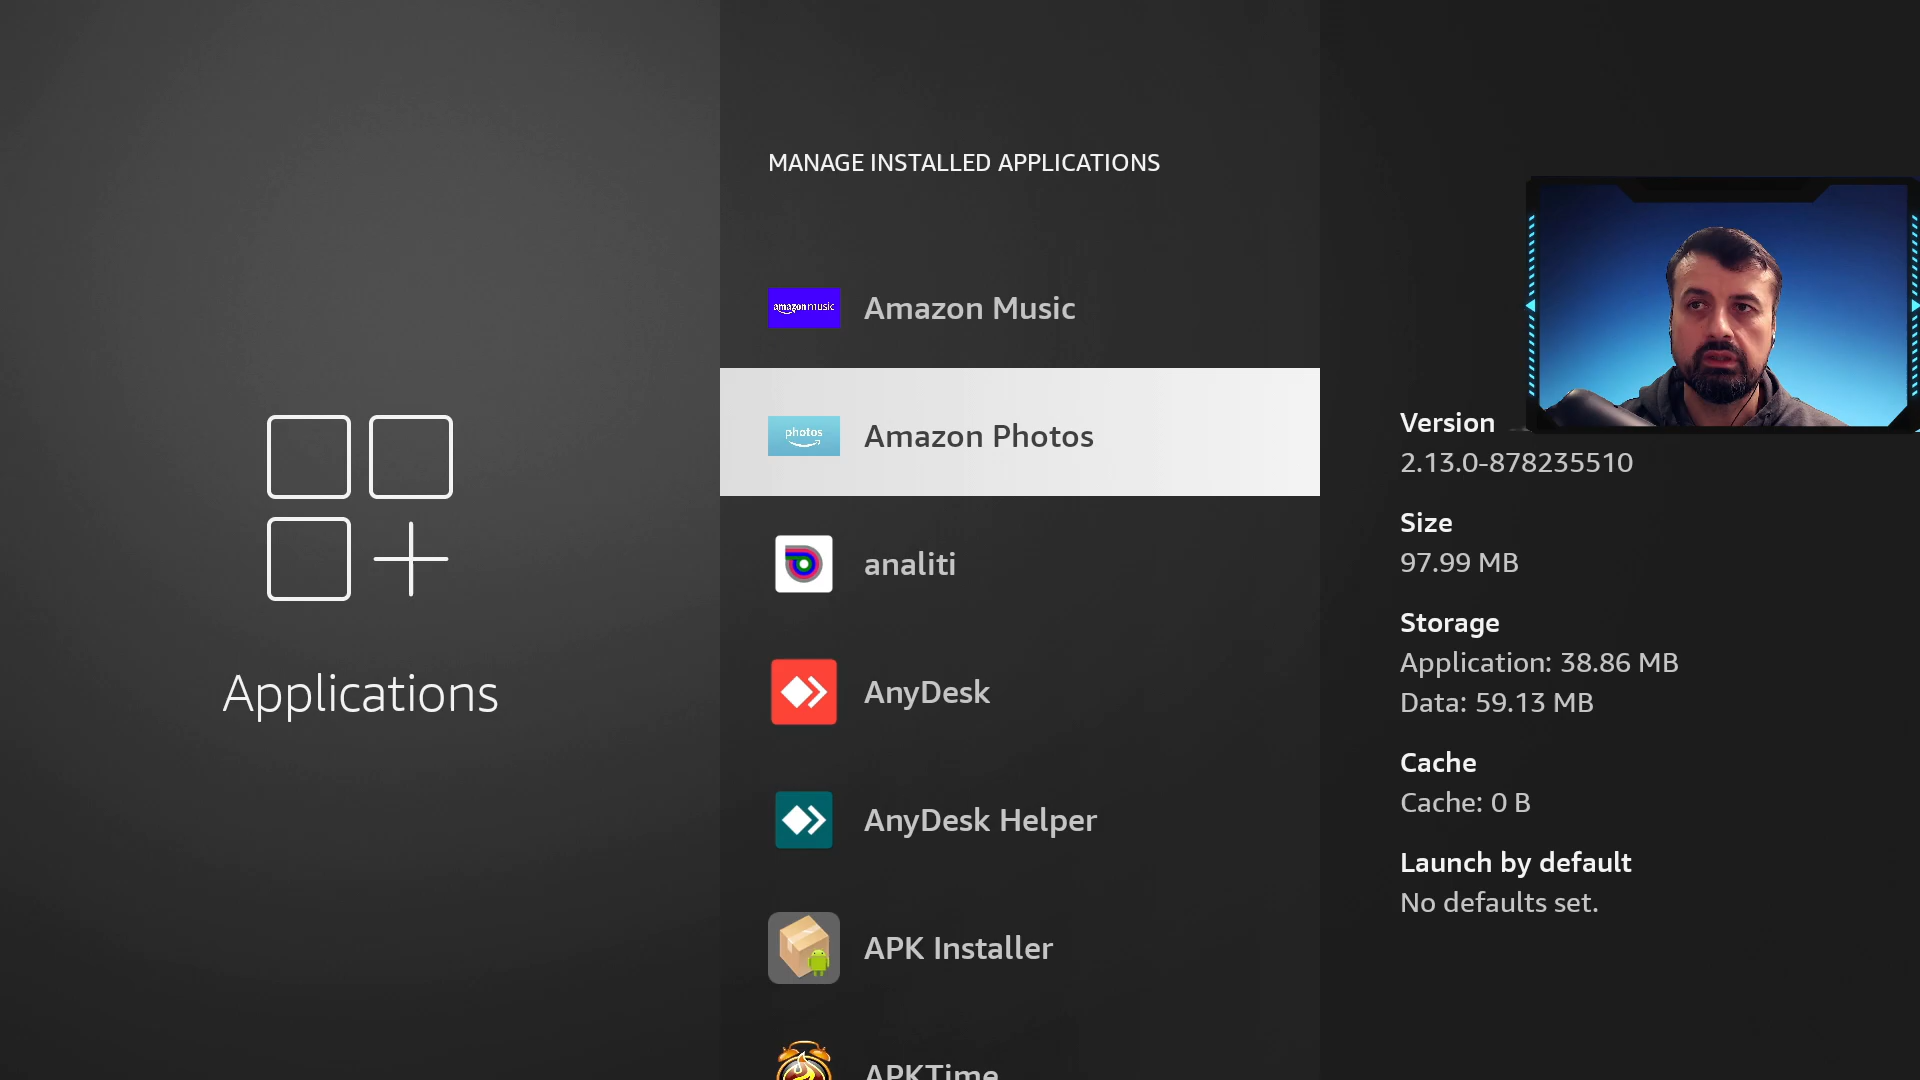 MANAGE INSTALLED APPLICATIONS
amazon music
Amazon Music
photos
Amazon Photos
analiti
AnyDesk
AnyDesk Helper
APK Installer
APKTime
Applications
Version
2.13.0-878235510
Size
97.99 MB
Storage
Application: 38.86 MB
Data: 59.13 MB
Cache
Cache: 0 B
Launch by default
No defaults set.